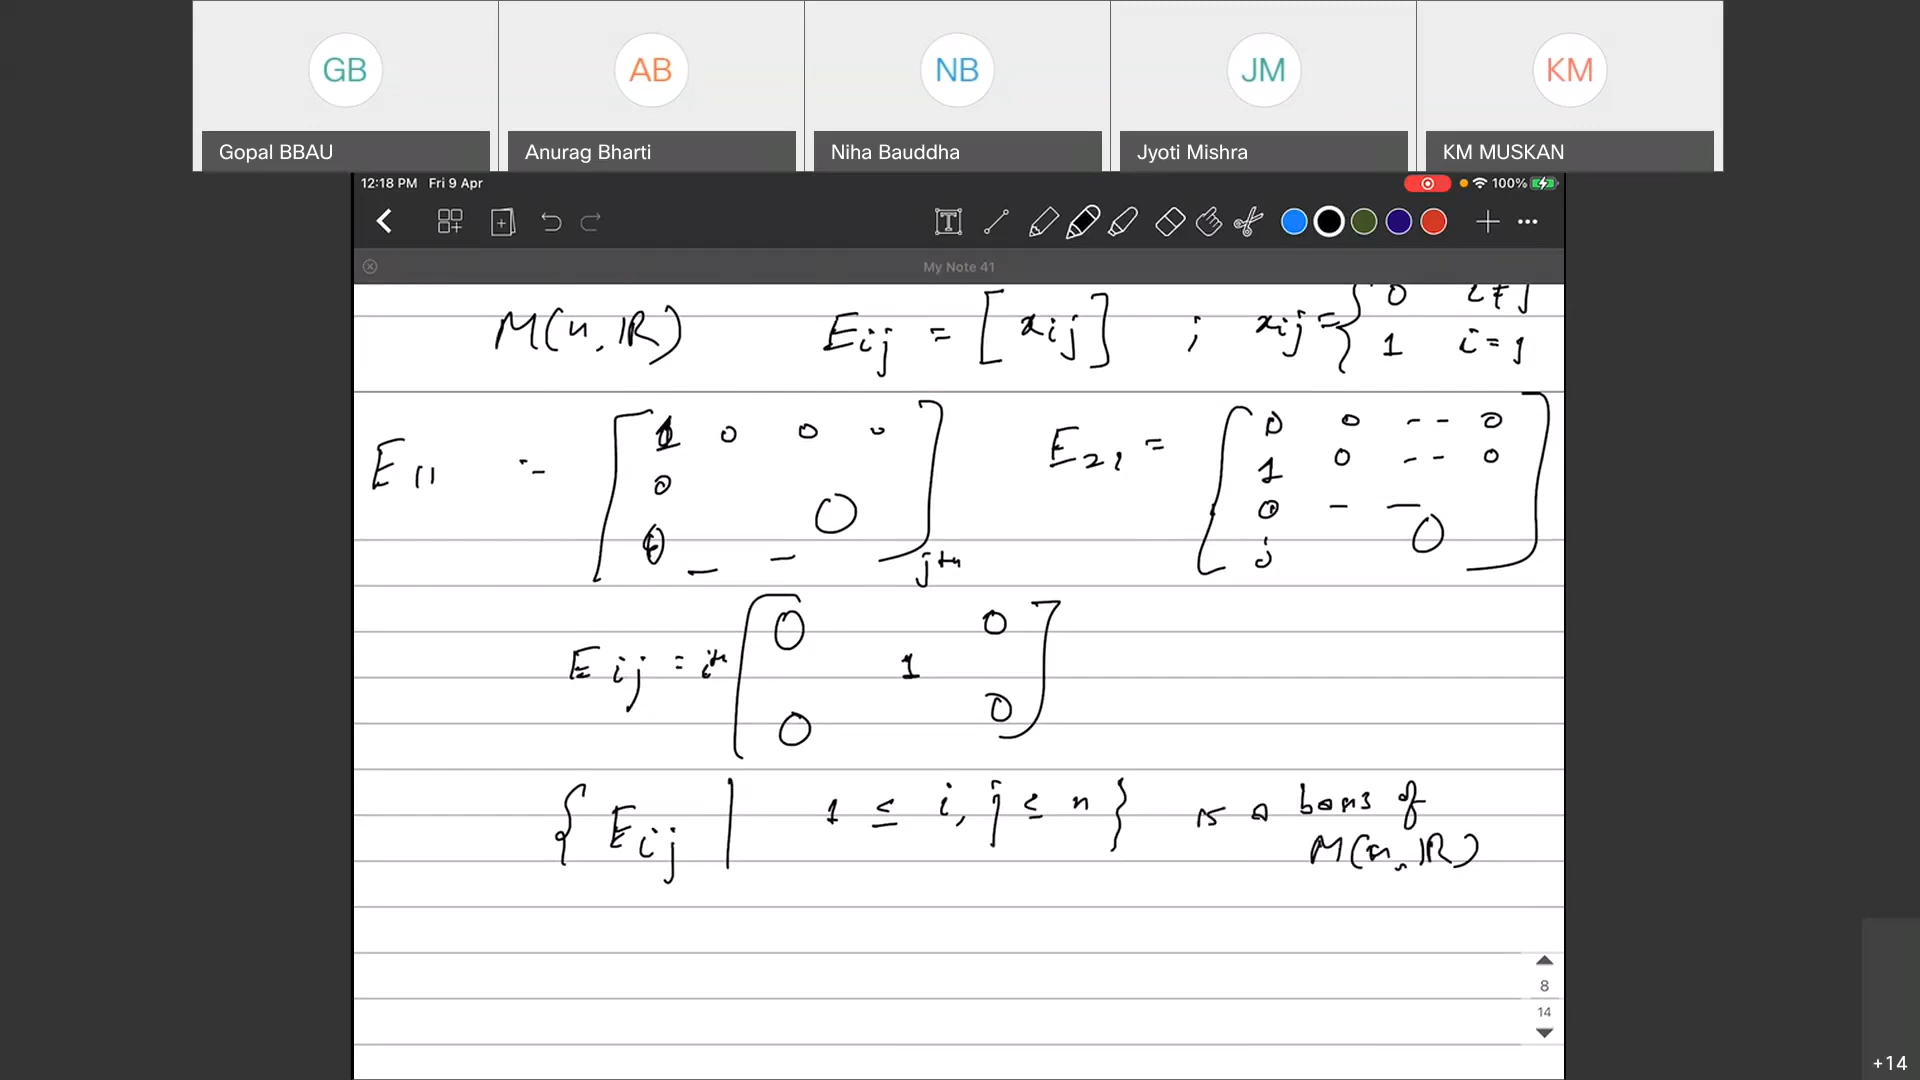 GB AB NB JM KM
Gopal BBAU Anurag Bharti Niha Bauddha Jyoti Mishra KM MUSKAN
12:18 PM Fri 9 Apr 100%
My Note 41
M(n, ℝ) E_ij = [x_ij] ; x_ij = { 0 i ≠ j
1 i = j
E_11 = [ 1 0 0 0
0
0 0 _ _ _ ]
E_21 = [ 0 0 -- 0
1 0 -- 0
0 - - 0
0 ]
jth
E_ij = ith [ 0 0
1
0 0 ]
{ E_ij | 1 ≤ i, j ≤ n } is a basis of
M(n, ℝ)
8
14
+14